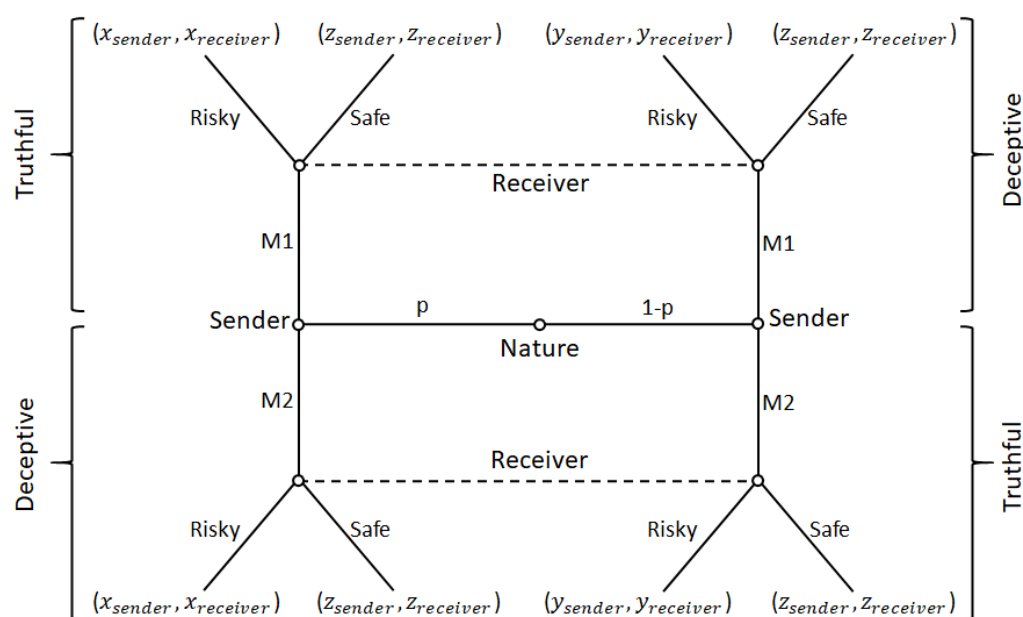 (x_sender, x_receiver) (z_sender, z_receiver) (y_sender, y_receiver) (z_sender, z_receiver)
Truthful
Risky Safe Risky Safe
Deceptive
Receiver
M1 M1
p 1-p
Sender Sender
Nature
M2 M2
Deceptive
Receiver
Truthful
Risky Safe Risky Safe
(x_sender, x_receiver) (z_sender, z_receiver) (y_sender, y_receiver) (z_sender, z_receiver)